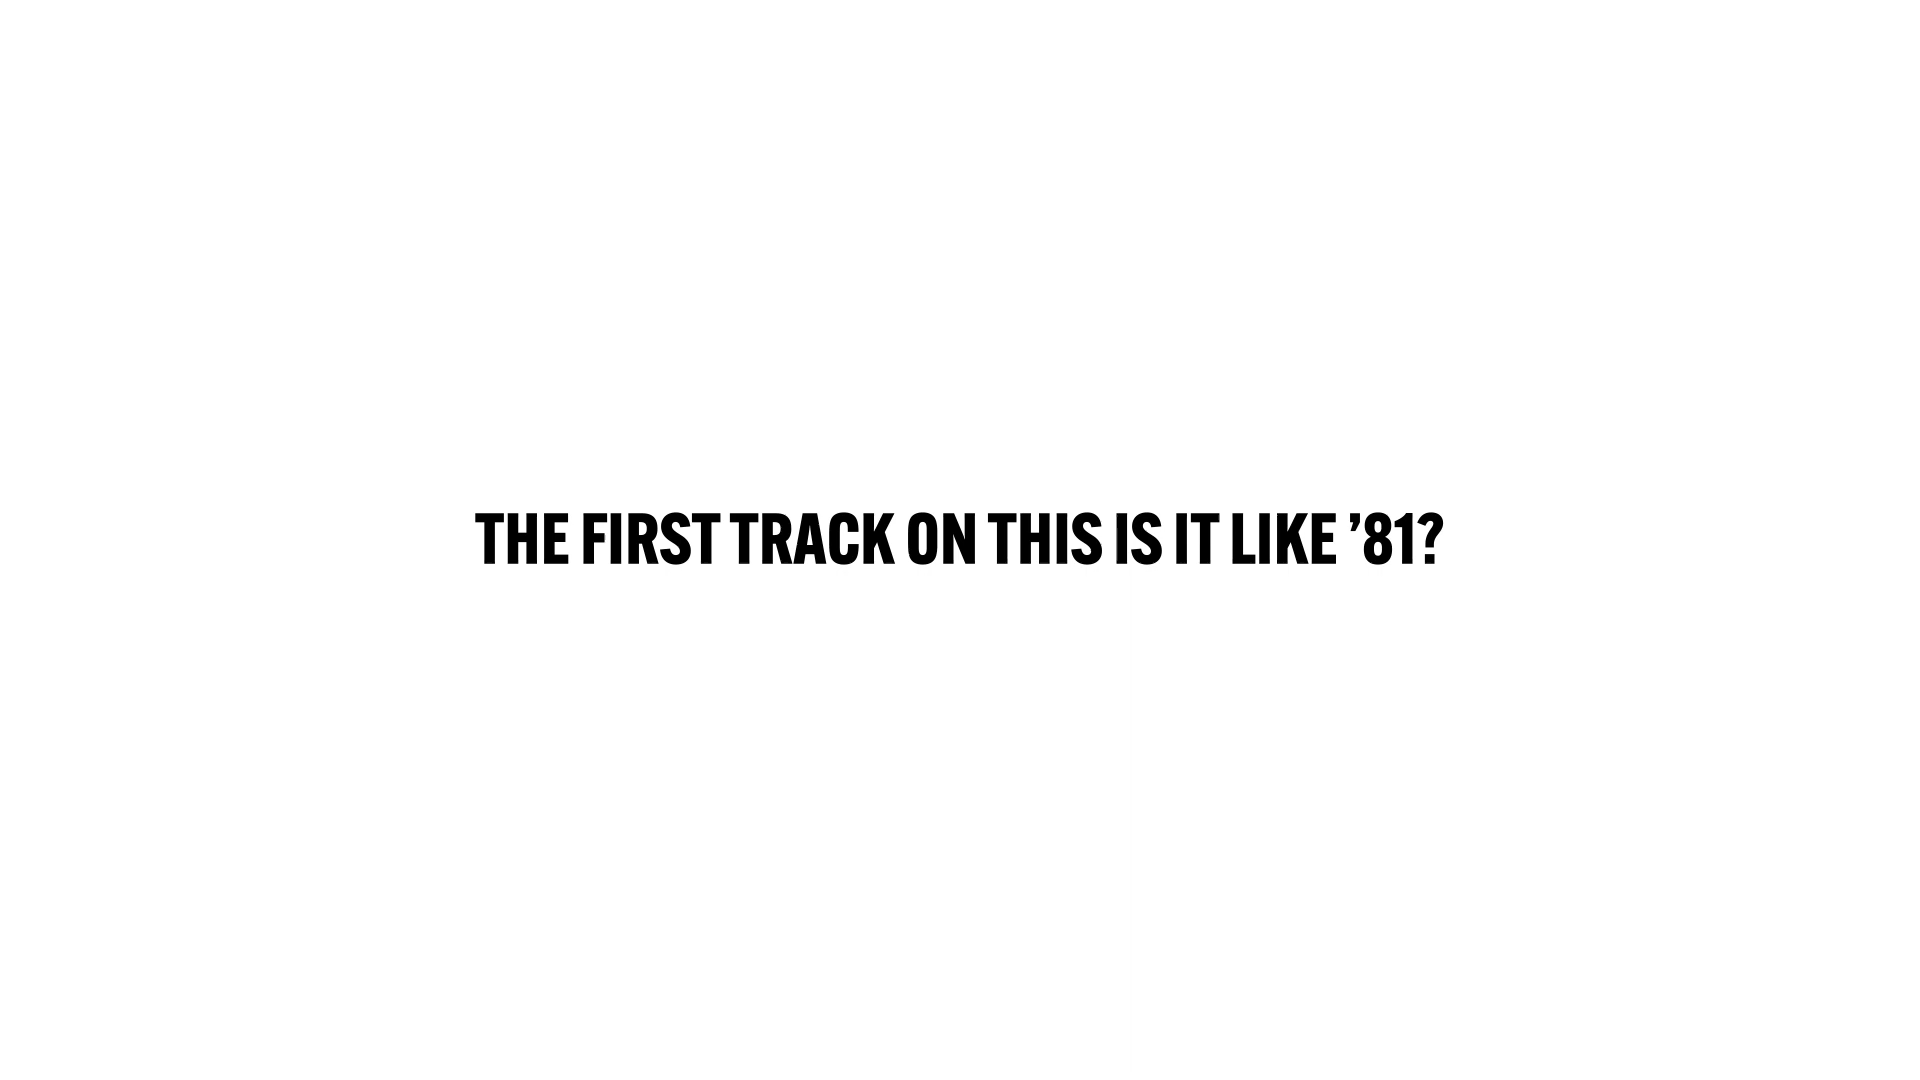 THE FIRST TRACK ON THIS IS IT LIKE ’81?